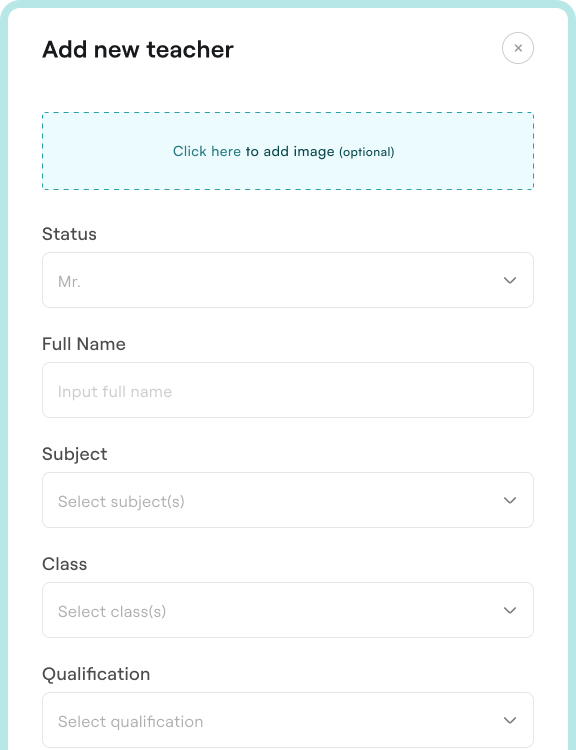 Add new teacher
Click here to add image (optional)
Status
Mr.
Full Name
Input full name
Subject
Select subject(s)
Class
Select class(s)
Qualification
Select qualification